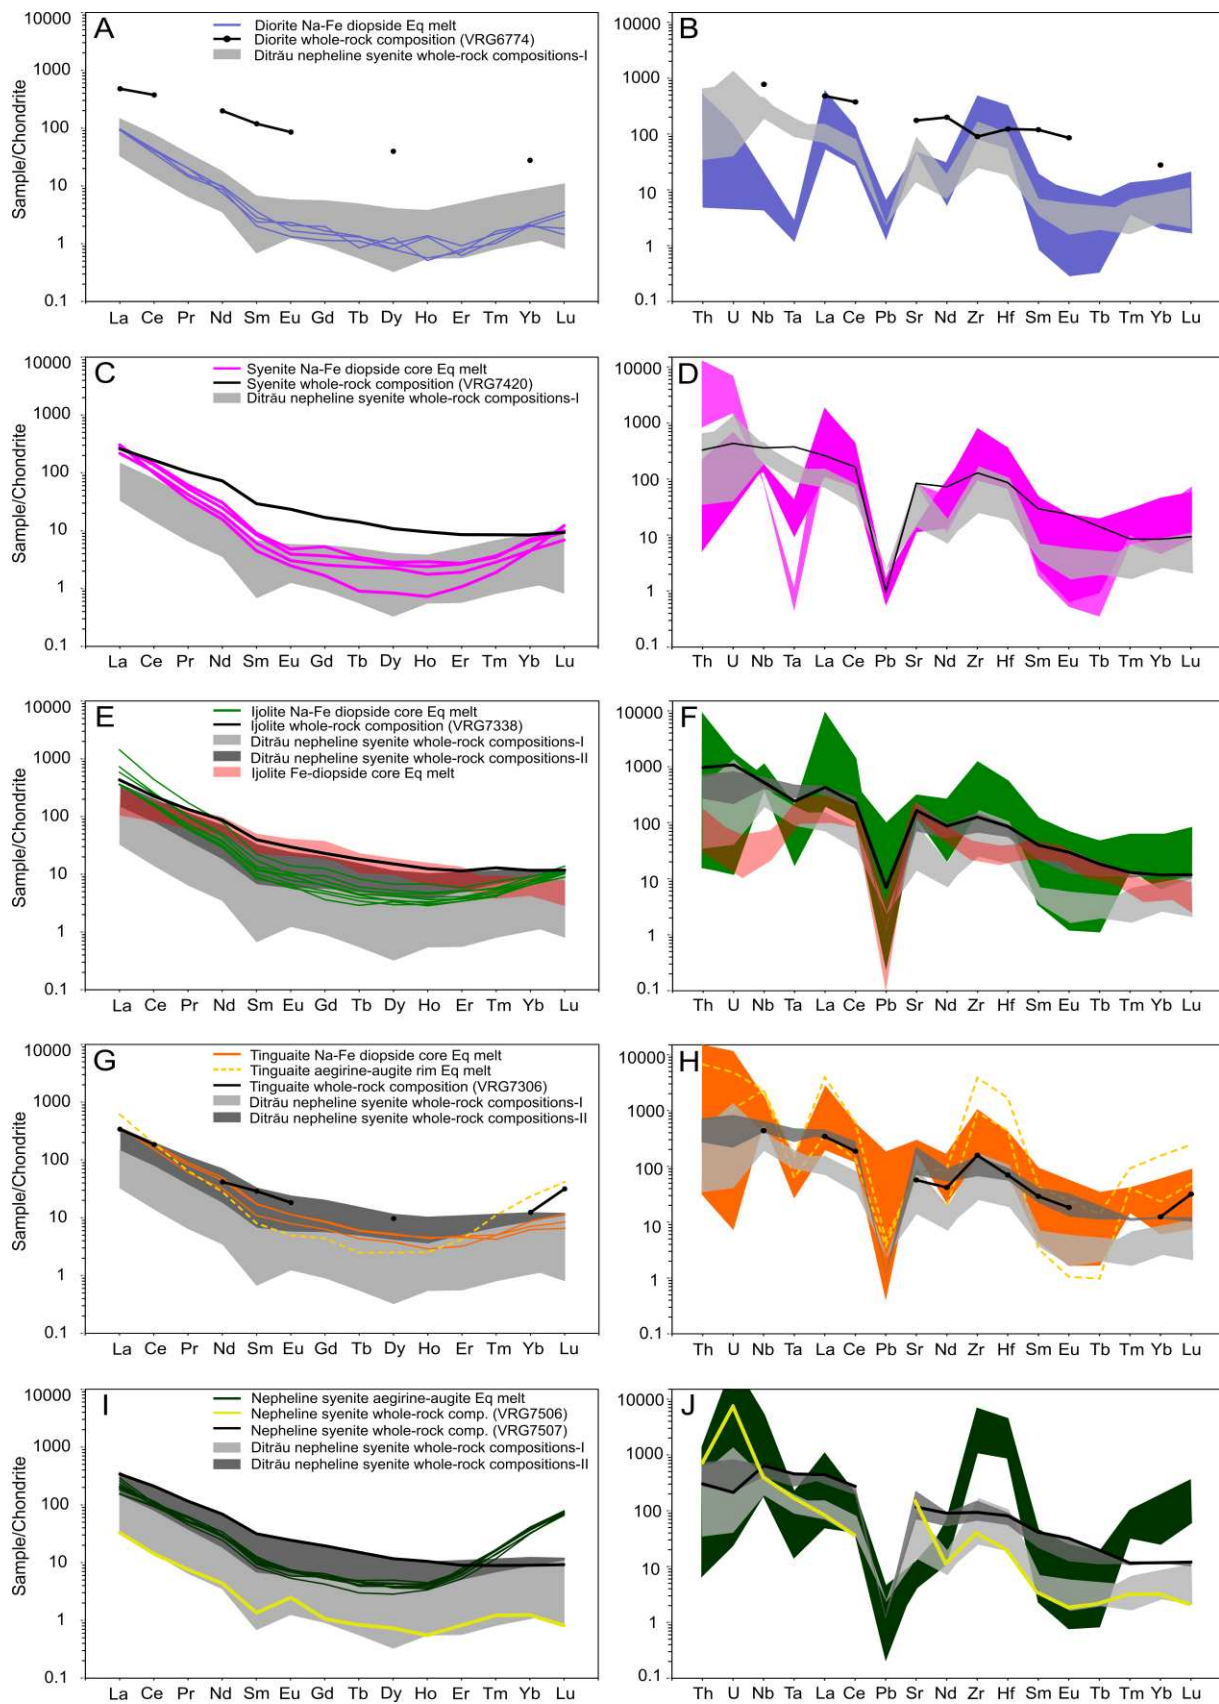 A
Diorite Na-Fe diopside Eq melt
Diorite whole-rock composition (VRG6774)
Ditrău nepheline syenite whole-rock compositions-I
Sample/Chondrite
10000
1000
100
10
1
0.1
La Ce Pr Nd Sm Eu Gd Tb Dy Ho Er Tm Yb Lu
B
10000
1000
100
10
1
0.1
Th U Nb Ta La Ce Pb Sr Nd Zr Hf Sm Eu Tb Tm Yb Lu
C
Syenite Na-Fe diopside core Eq melt
Syenite whole-rock composition (VRG7420)
Ditrău nepheline syenite whole-rock compositions-I
Sample/Chondrite
10000
1000
100
10
1
0.1
La Ce Pr Nd Sm Eu Gd Tb Dy Ho Er Tm Yb Lu
D
10000
1000
100
10
1
0.1
Th U Nb Ta La Ce Pb Sr Nd Zr Hf Sm Eu Tb Tm Yb Lu
E
Ijolite Na-Fe diopside core Eq melt
Ijolite whole-rock composition (VRG7338)
Ditrău nepheline syenite whole-rock compositions-I
Ditrău nepheline syenite whole-rock compositions-II
Ijolite Fe-diopside core Eq melt
Sample/Chondrite
10000
1000
100
10
1
0.1
La Ce Pr Nd Sm Eu Gd Tb Dy Ho Er Tm Yb Lu
F
10000
1000
100
10
1
0.1
Th U Nb Ta La Ce Pb Sr Nd Zr Hf Sm Eu Tb Tm Yb Lu
G
Tinguaite Na-Fe diopside core Eq melt
Tinguaite aegirine-augite rim Eq melt
Tinguaite whole-rock composition (VRG7306)
Ditrău nepheline syenite whole-rock compositions-I
Ditrău nepheline syenite whole-rock compositions-II
Sample/Chondrite
10000
1000
100
10
1
0.1
La Ce Pr Nd Sm Eu Gd Tb Dy Ho Er Tm Yb Lu
H
10000
1000
100
10
1
0.1
Th U Nb Ta La Ce Pb Sr Nd Zr Hf Sm Eu Tb Tm Yb Lu
I
Nepheline syenite aegirine-augite Eq melt
Nepheline syenite whole-rock comp. (VRG7506)
Nepheline syenite whole-rock comp. (VRG7507)
Ditrău nepheline syenite whole-rock compositions-I
Ditrău nepheline syenite whole-rock compositions-II
Sample/Chondrite
10000
1000
100
10
1
0.1
La Ce Pr Nd Sm Eu Gd Tb Dy Ho Er Tm Yb Lu
J
10000
1000
100
10
1
0.1
Th U Nb Ta La Ce Pb Sr Nd Zr Hf Sm Eu Tb Tm Yb Lu